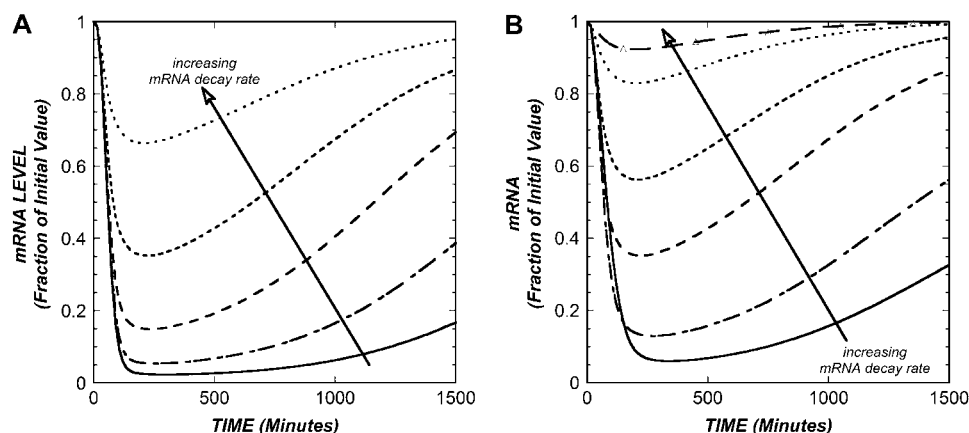 A
mRNA LEVEL
(Fraction of Initial Value)
1
0.8
0.6
0.4
0.2
0
increasing
mRNA decay rate
0 500 1000 1500
TIME (Minutes)
B
mRNA
(Fraction of Initial Value)
1
0.8
0.6
0.4
0.2
0
increasing
mRNA decay rate
0 500 1000 1500
TIME (Minutes)